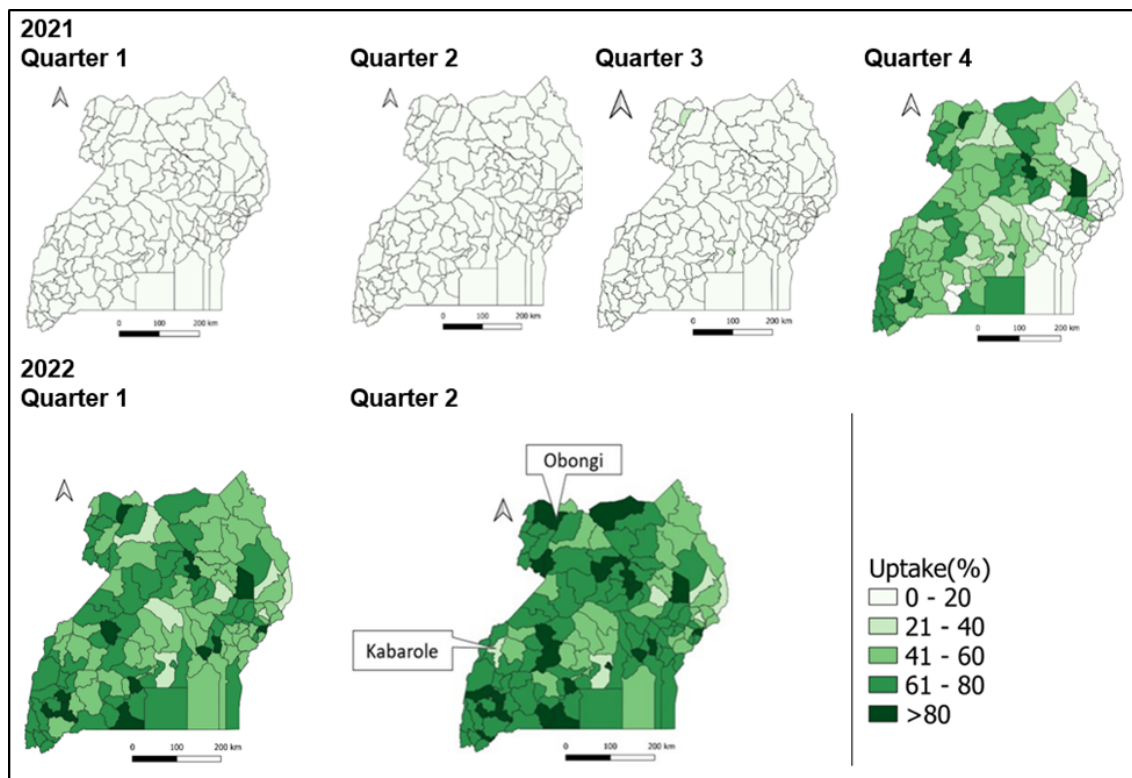 2021
Quarter 1
Quarter 2
Quarter 3
Quarter 4
0 100 200 km
0 100 200 km
0 100 200 km
0 100 200 km
2022
Quarter 1
Quarter 2
Obongi
Kabarole
0 100 200 km
0 100 200 km
Uptake(%)
0 - 20
21 - 40
41 - 60
61 - 80
>80